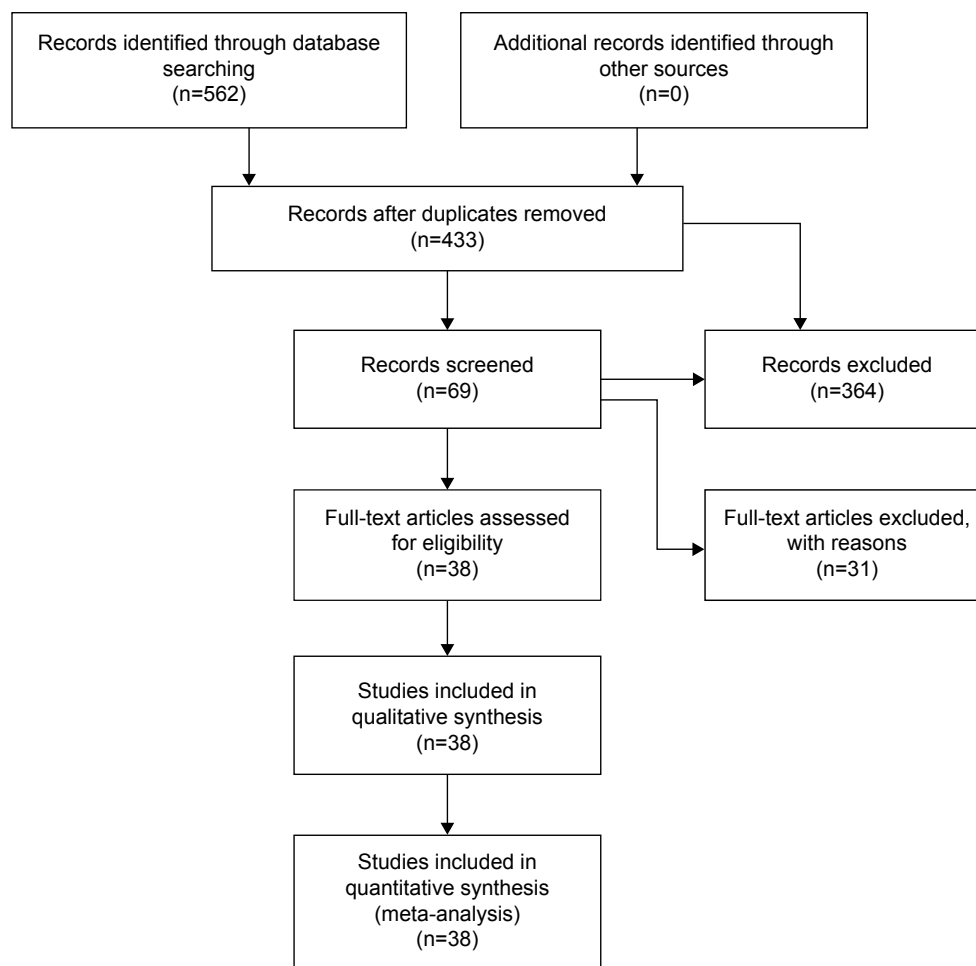 Records identified through database
searching
(n=562)
Additional records identified through
other sources
(n=0)
Records after duplicates removed
(n=433)
Records screened
(n=69)
Records excluded
(n=364)
Full-text articles assessed
for eligibility
(n=38)
Full-text articles excluded,
with reasons
(n=31)
Studies included in
qualitative synthesis
(n=38)
Studies included in
quantitative synthesis
(meta-analysis)
(n=38)